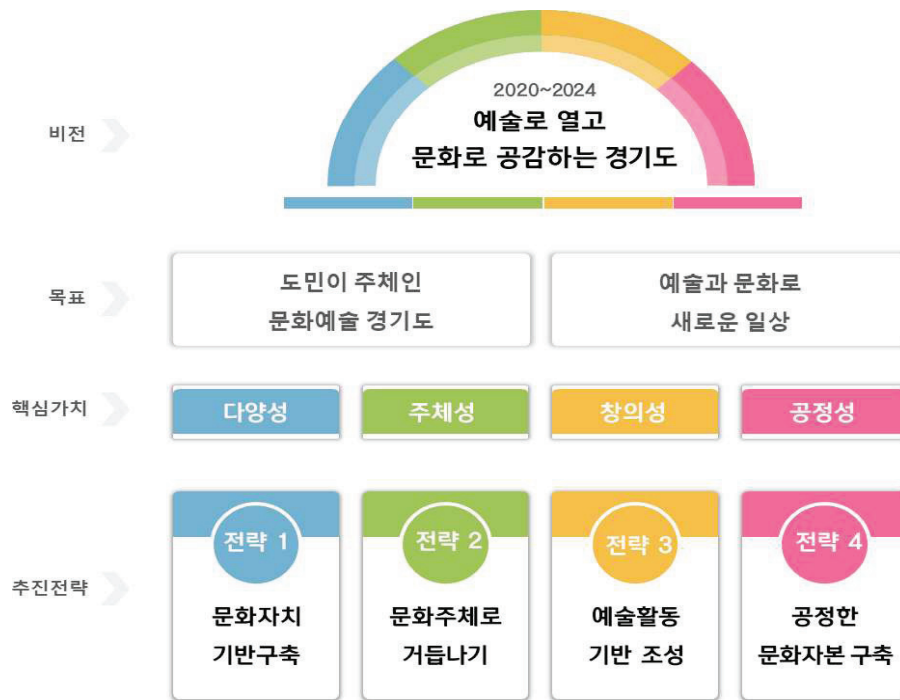 비전
2020~2024
예술로 열고
문화로 공감하는 경기도
목표
도민이 주체인
문화예술 경기도
예술과 문화로
새로운 일상
핵심가치
다양성
주체성
창의성
공정성
추진전략
전략 1
문화자치
기반구축
전략 2
문화주체로
거듭나기
전략 3
예술활동
기반 조성
전략 4
공정한
문화자본 구축